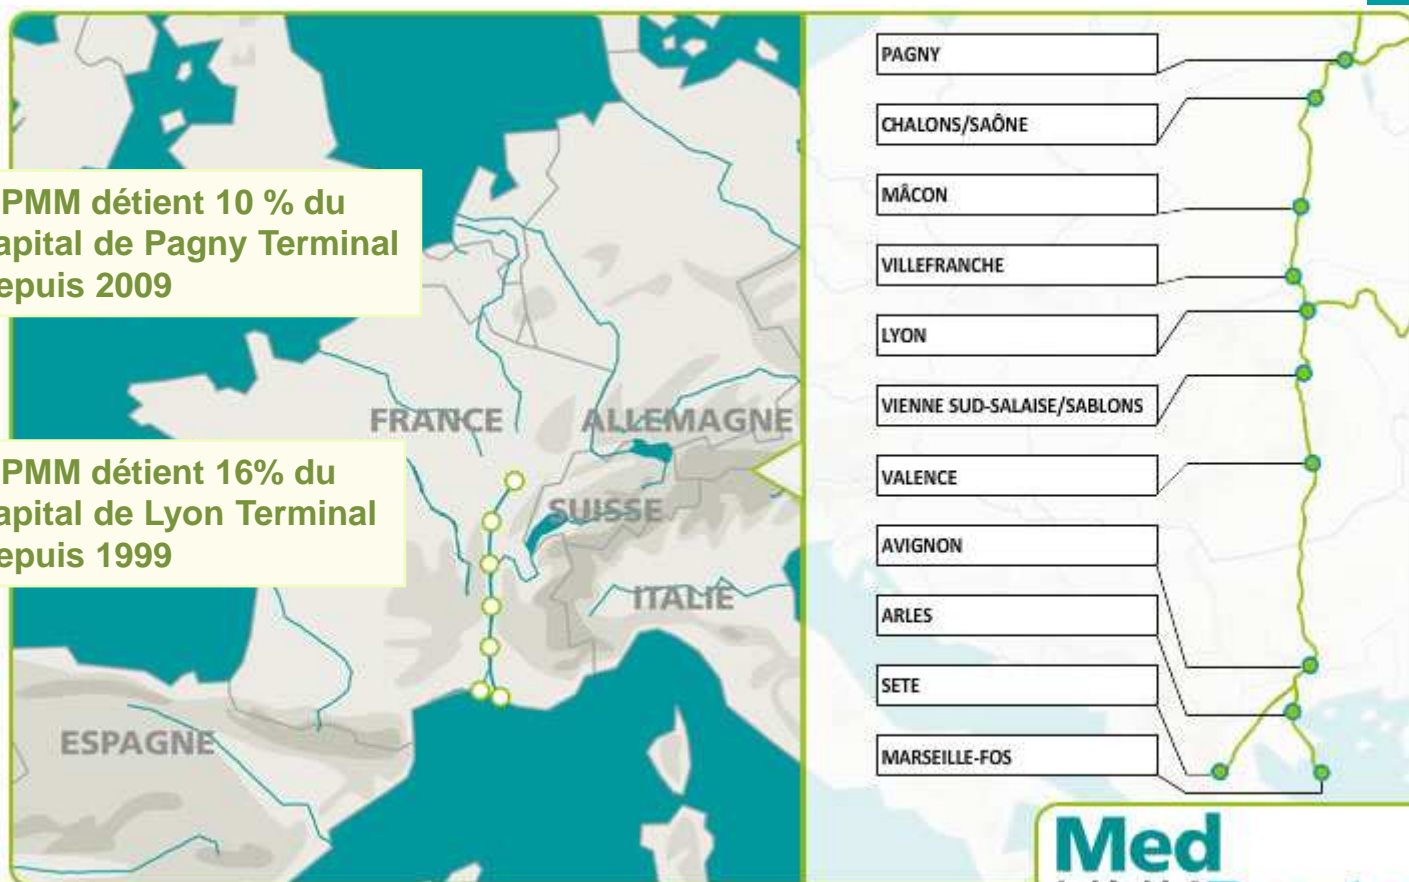 PMM détient 10 % du
apital de Pagny Terminal
epuis 2009
PMM détient 16% du
apital de Lyon Terminal
epuis 1999
FRANCE
ALLEMAGNE
SUISSE
ITALIE
ESPAGNE
PAGNY
CHALONS/SAÔNE
MÂCON
VILLEFRANCHE
LYON
VIENNE SUD-SALAISE/SABLONS
VALENCE
AVIGNON
ARLES
SETE
MARSEILLE-FOS
Med